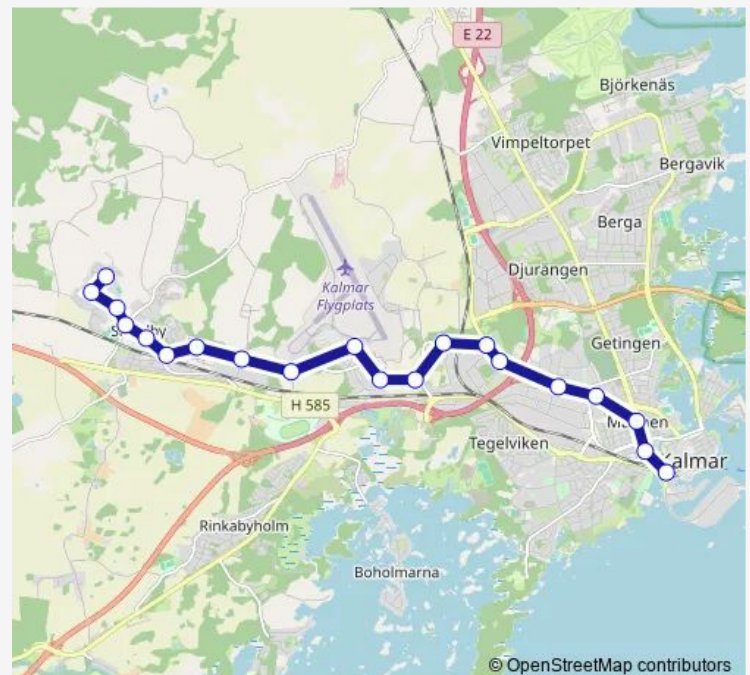 E 22
Björkenäs
Vimpeltorpet
Bergavik
Berga
Djurängen
Kalmar
Flygplats
Getingen
H 585
Tegelviken
Kalmar
Rinkabyholm
Boholmarna
© OpenStreetMap contributors